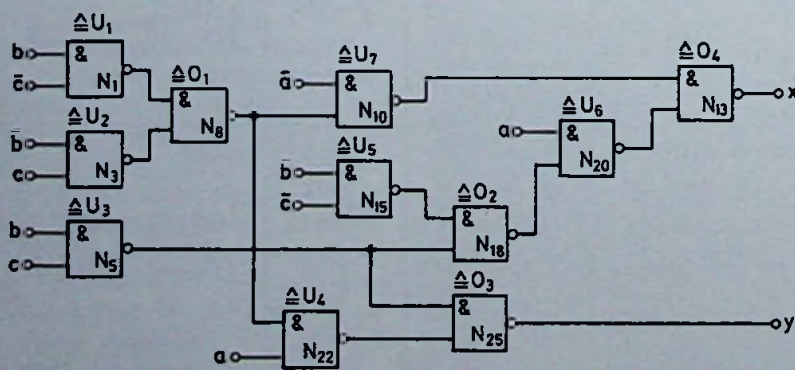 ≙U₁
b
&
c̄
N₁
≙O₁
&
N₈
≙U₂
b̄
&
c
N₃
≙U₃
b
&
c
N₅
≙U₇
ā
&
N₁₀
≙U₅
b̄
&
c̄
N₁₅
≙O₂
&
N₁₈
≙U₆
a
&
N₂₀
≙O₄
&
N₁₃
x
≙U₄
&
a
N₂₂
≙O₃
&
N₂₅
y